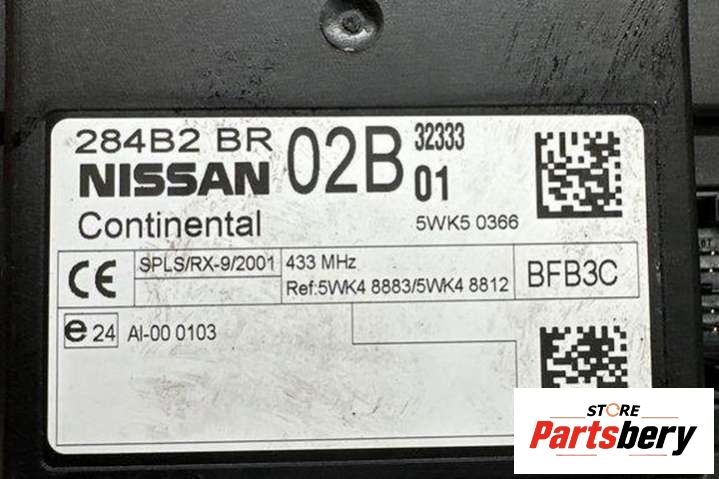 284B2 BR 02B 32333
NISSAN 01
Continental 5WK5 0366
CE SPLS/RX-9/2001 433 MHz BFB3C
Ref:5WK4 8883/5WK4 8812
e 24 AI-00 0103
STORE
Partsbery